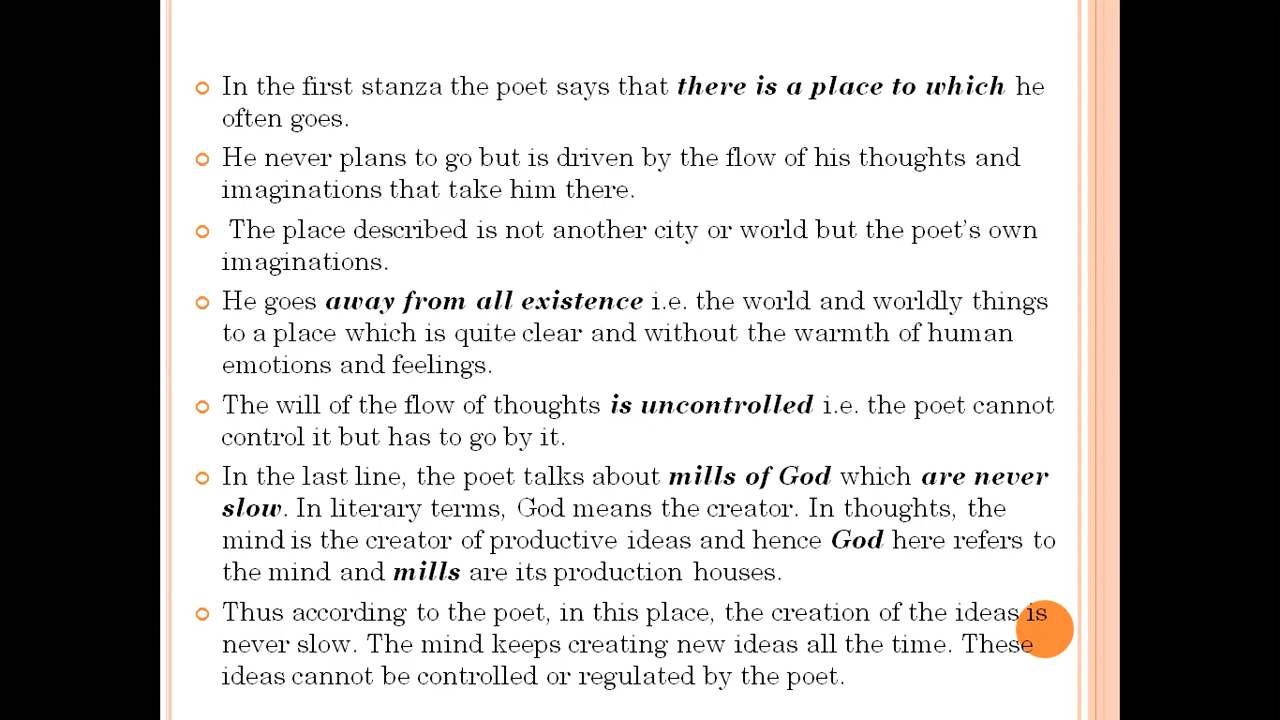 In the first stanza the poet says that there is a place to which he
often goes.
He never plans to go but is driven by the flow of his thoughts and
imaginations that take him there.
The place described is not another city or world but the poet's own
imaginations.
He goes away from all existence i.e. the world and worldly things
to a place which is quite clear and without the warmth of human
emotions and feelings.
The will of the flow of thoughts is uncontrolled i.e. the poet cannot
control it but has to go by it.
In the last line, the poet talks about mills of God which are never
slow. In literary terms, God means the creator. In thoughts, the
mind is the creator of productive ideas and hence God here refers to
the mind and mills are its production houses.
Thus according to the poet, in this place, the creation of the ideas is
never slow. The mind keeps creating new ideas all the time. These
ideas cannot be controlled or regulated by the poet.